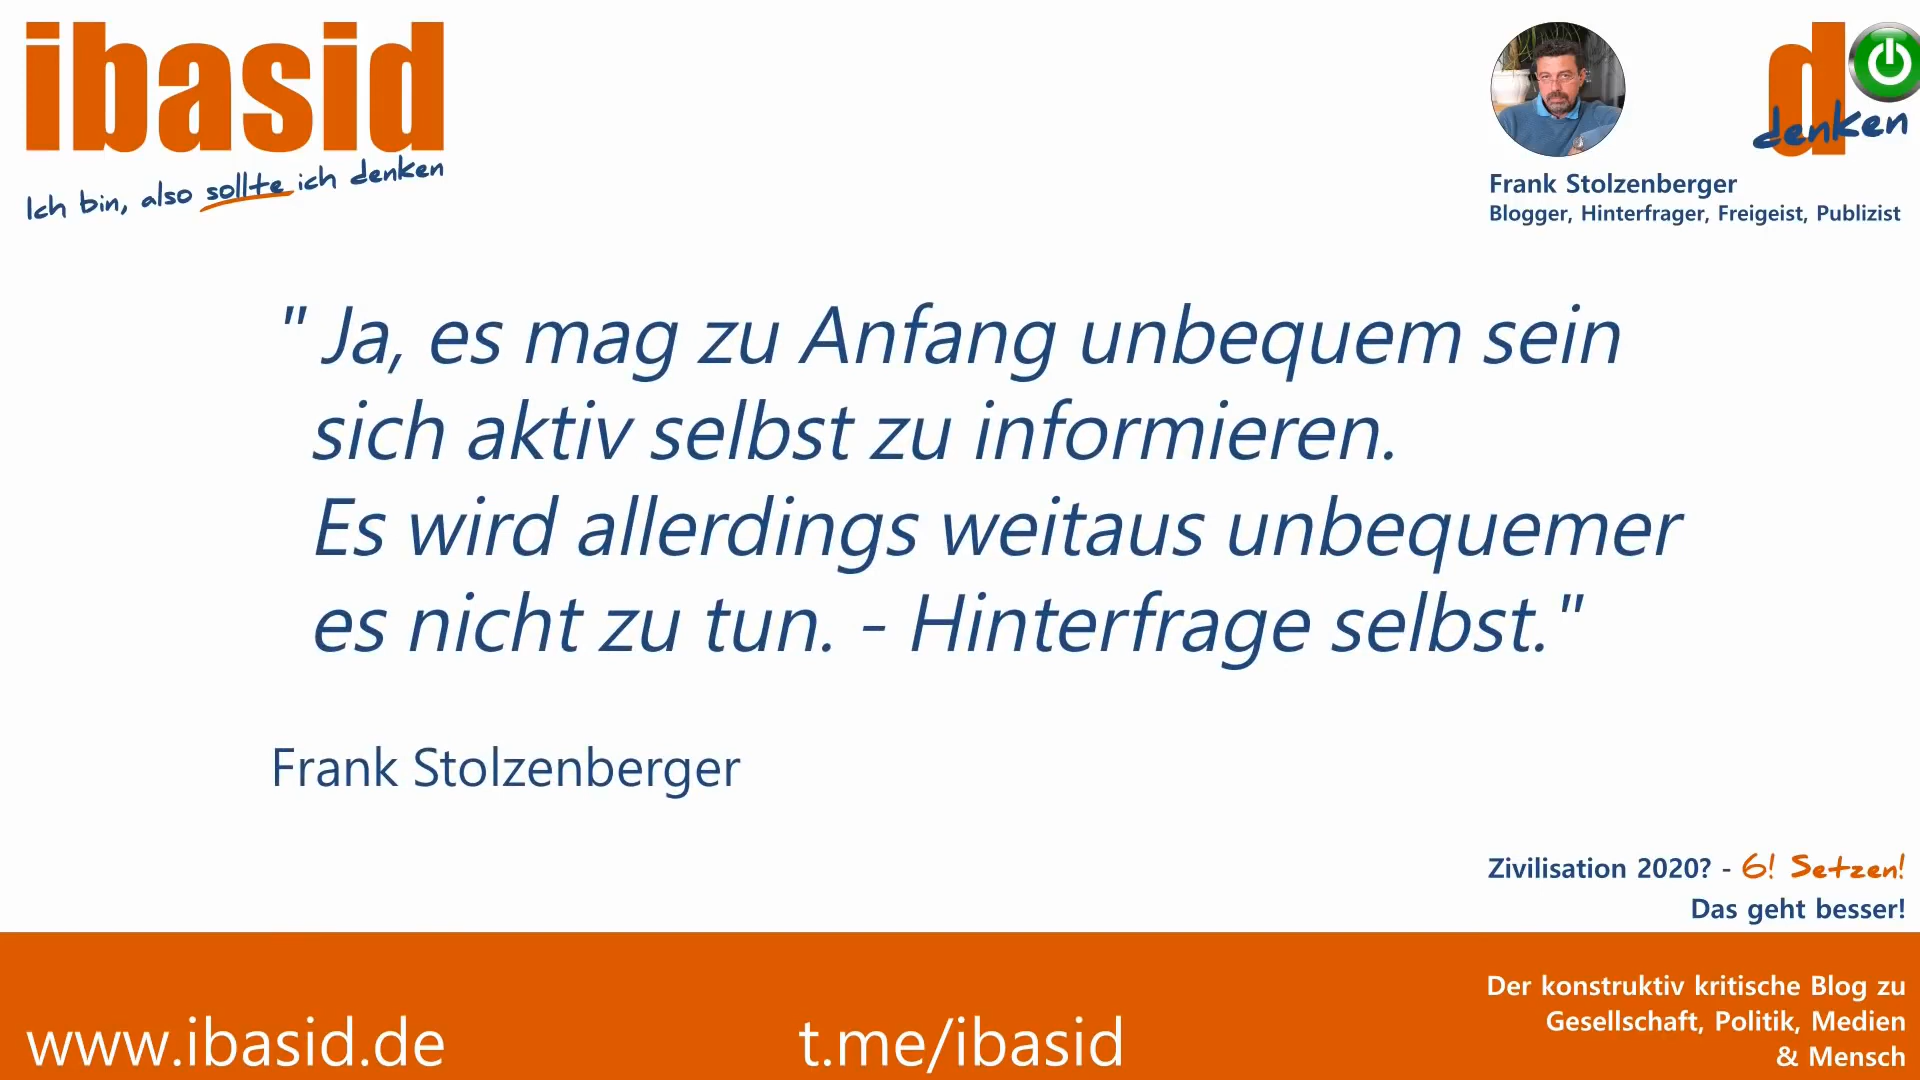 ibasid
Ich bin, also sollte ich denken
d
denken
Frank Stolzenberger
Blogger, Hinterfrager, Freigeist, Publizist
" Ja, es mag zu Anfang unbequem sein
sich aktiv selbst zu informieren.
Es wird allerdings weitaus unbequemer
es nicht zu tun. - Hinterfrage selbst."
Frank Stolzenberger
Zivilisation 2020? - 6! Setzen!
Das geht besser!
www.ibasid.de
t.me/ibasid
Der konstruktiv kritische Blog zu
Gesellschaft, Politik, Medien
& Mensch